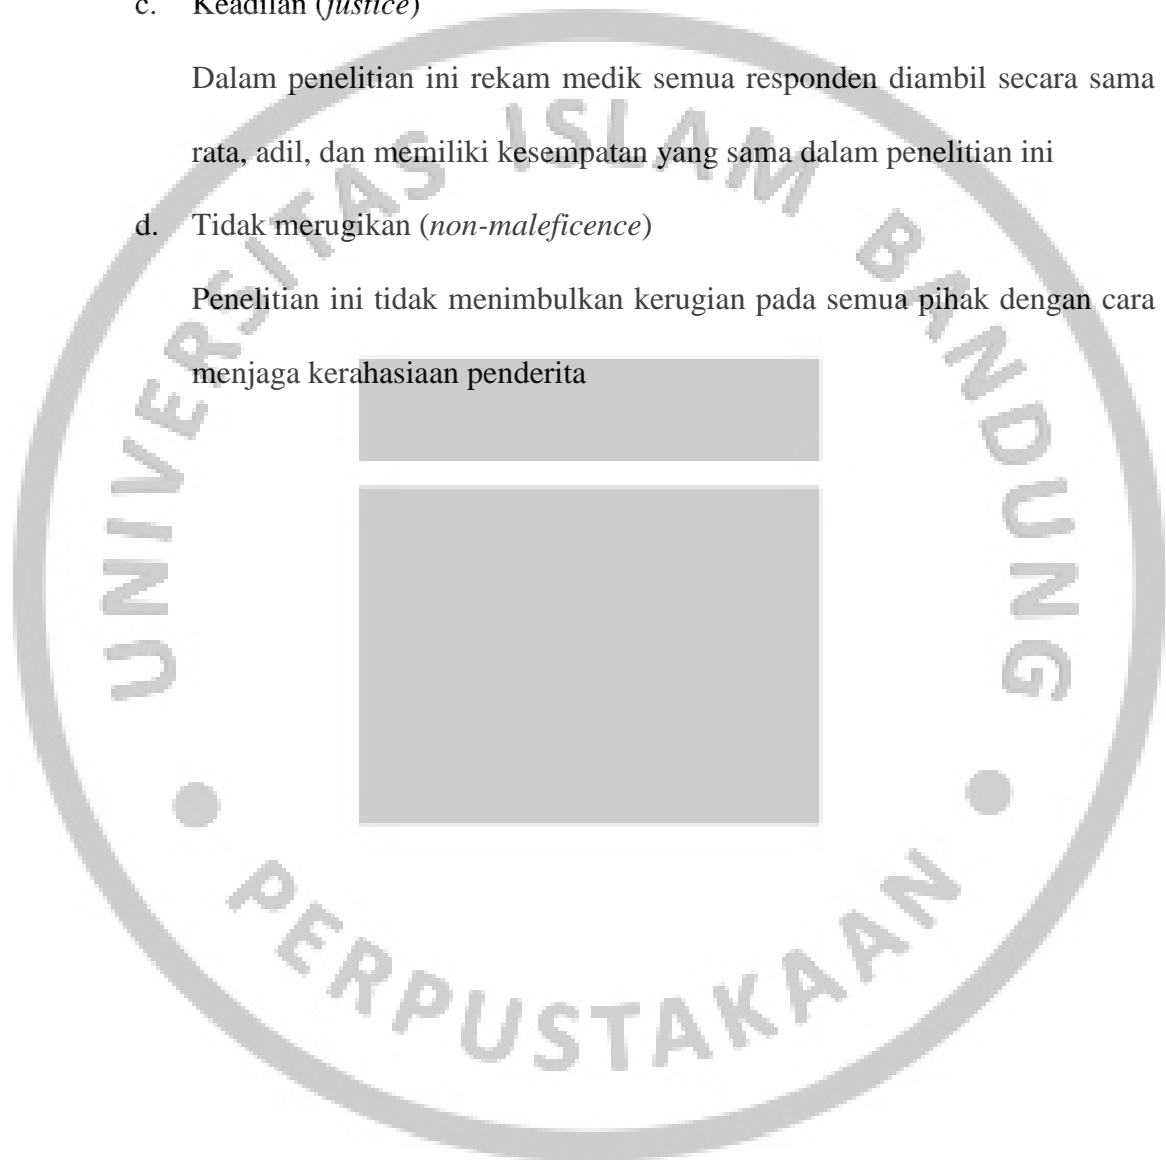 c. Keadilan (justice)
Dalam penelitian ini rekam medik semua responden diambil secara sama
rata, adil, dan memiliki kesempatan yang sama dalam penelitian ini
d. Tidak merugikan (non-maleficence)
Penelitian ini tidak menimbulkan kerugian pada semua pihak dengan cara
menjaga kerahasiaan penderita
UNIVERSITAS ISLAM BANDUNG
PERPUSTAKAAN